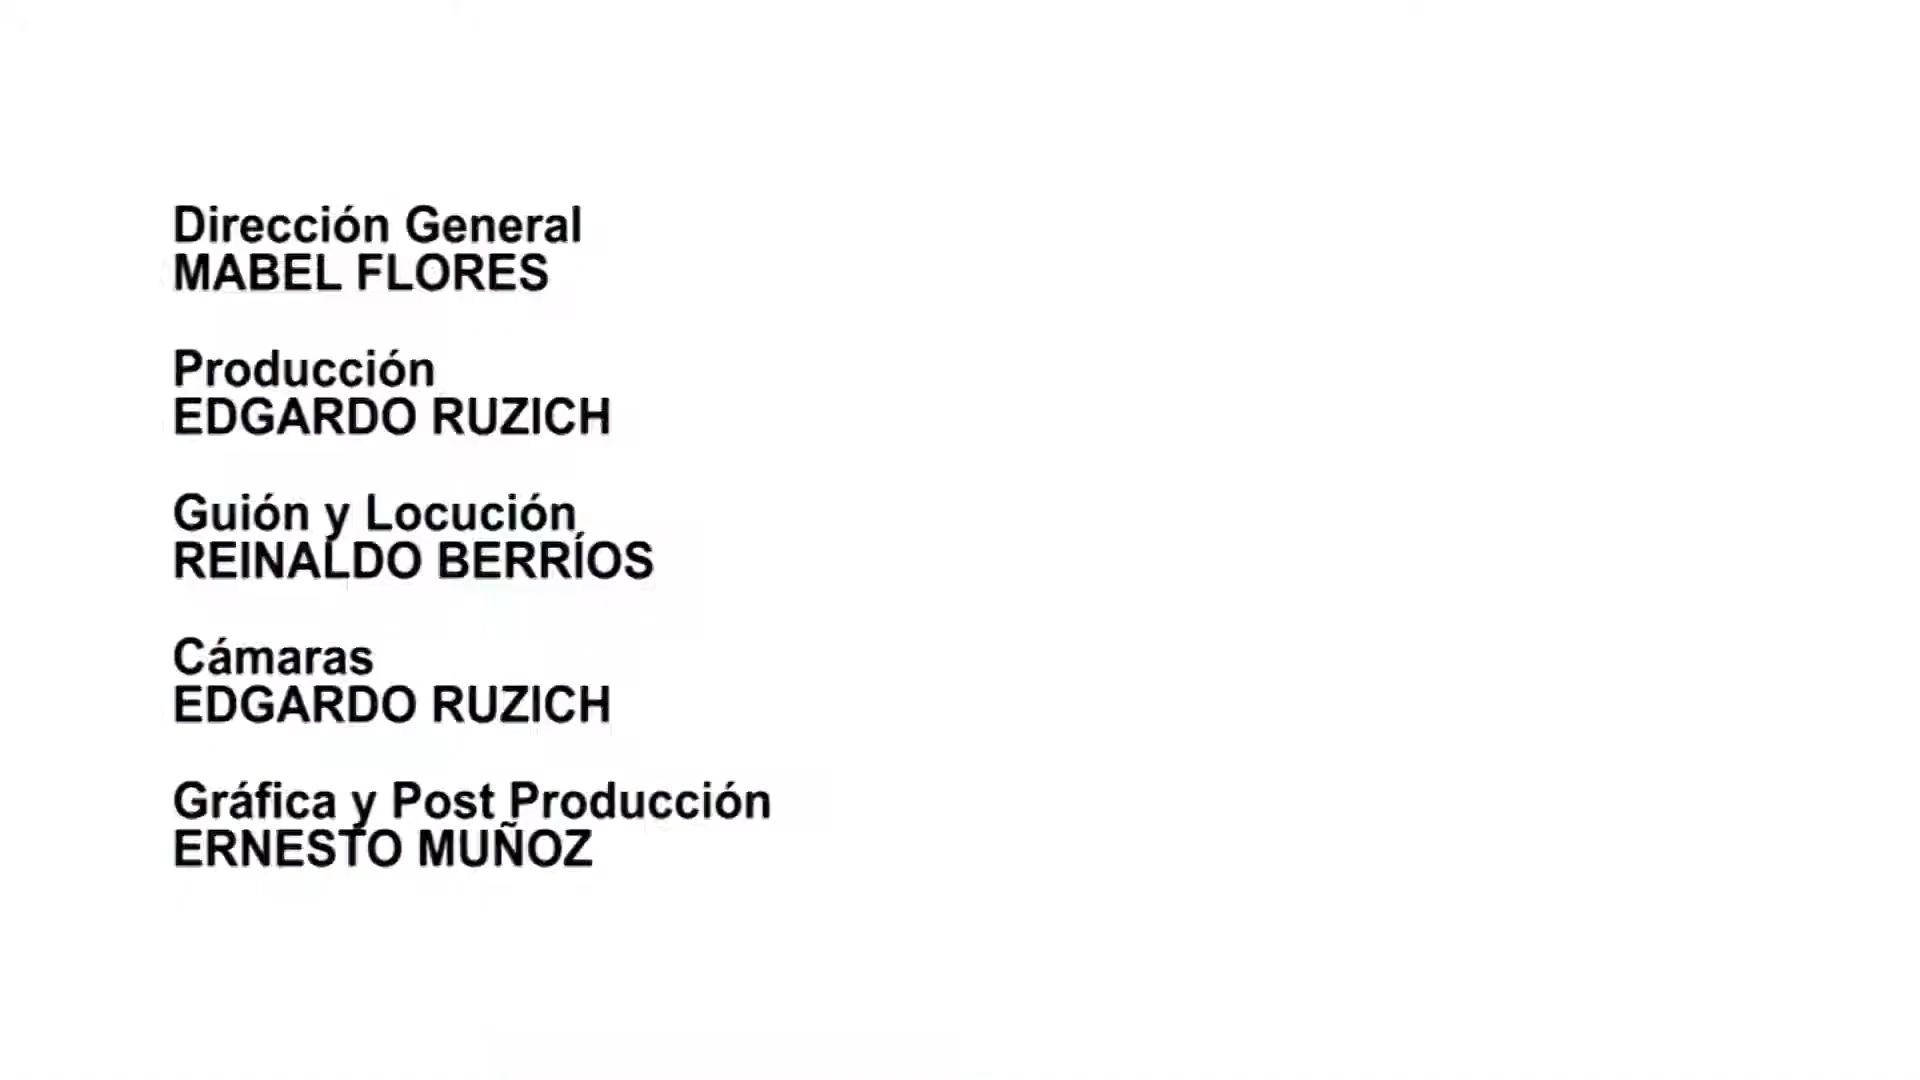 Dirección General
MABEL FLORES
Producción
EDGARDO RUZICH
Guión y Locución
REINALDO BERRÍOS
Cámaras
EDGARDO RUZICH
Gráfica y Post Producción
ERNESTO MUÑOZ